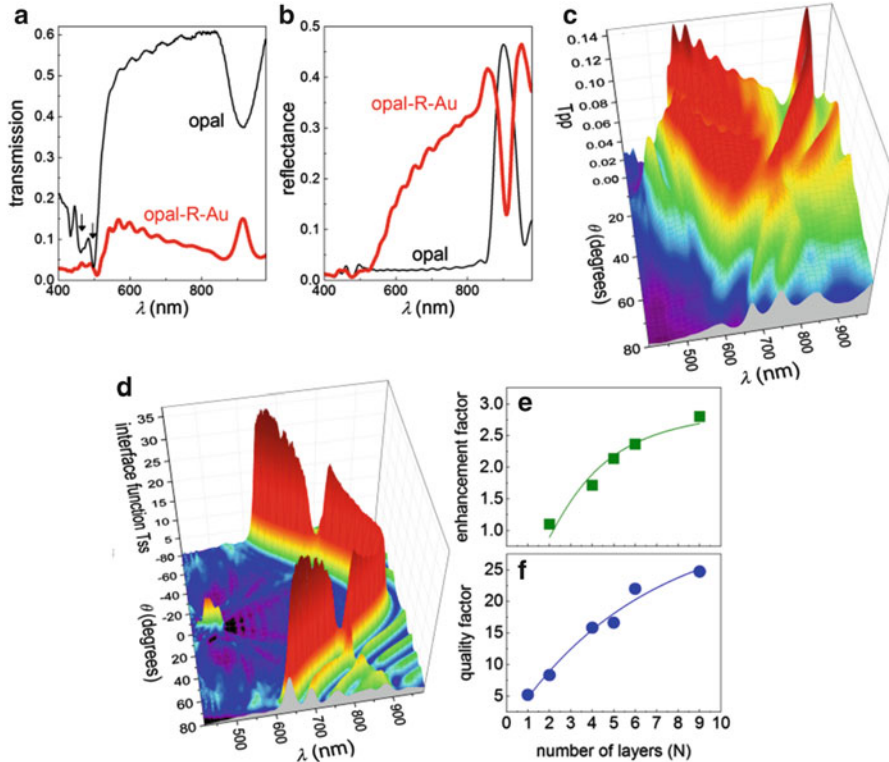 a
transmission
0.6
0.5
0.4
0.3
0.2
0.1
0.0
opal
opal-R-Au
400 600 800
λ (nm)
b
reflectance
0.5
0.4
0.3
0.2
0.1
0.0
opal-R-Au
opal
400 600 800
λ (nm)
c
Tpp
0.14
0.12
0.10
0.08
0.06
0.04
0.02
0.00
20
40
60
80
θ (degrees)
500 600 700 800 900
λ (nm)
d
interface function Tss
35
30
25
20
15
10
5
-80
-60
-40
-20
0
20
40
60
80
θ (degrees)
500 600 700 800 900
λ (nm)
e
enhancement factor
3.0
2.5
2.0
1.5
1.0
f
quality factor
25
20
15
10
5
0 1 2 3 4 5 6 7 8 9 10
number of layers (N)